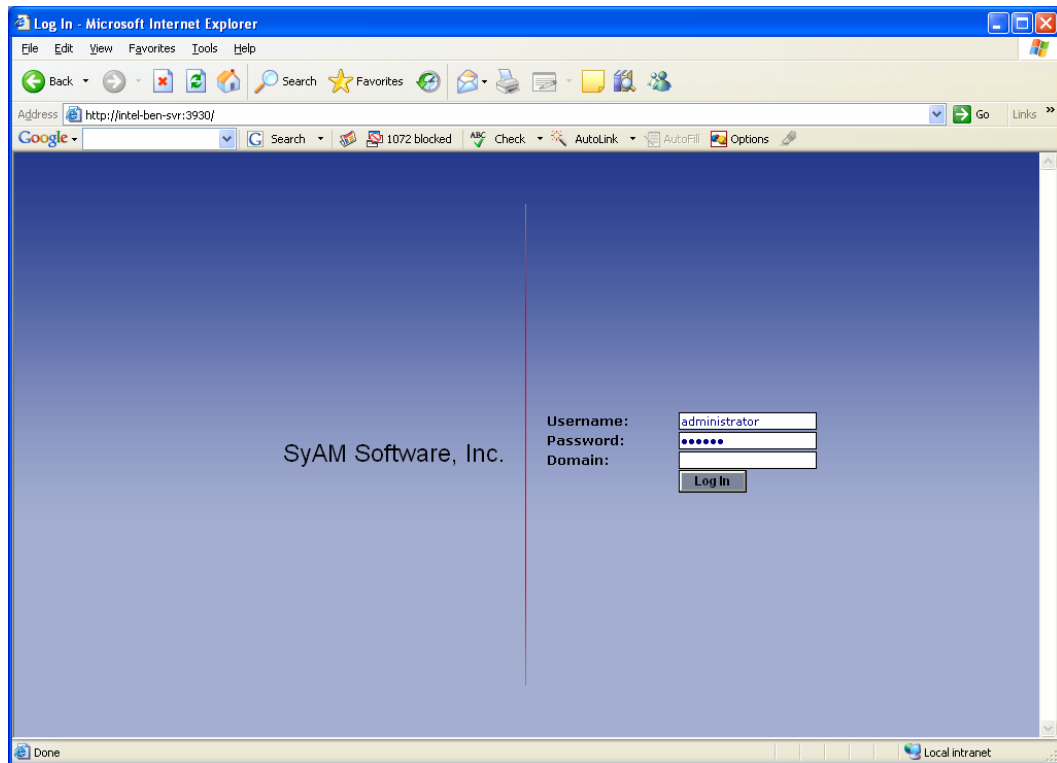 Log In - Microsoft Internet Explorer
File Edit View Favorites Tools Help
Back Search Favorites
Address http://intel-ben-svr:3930/ Go Links »
Google G Search 1072 blocked ABC Check AutoLink AutoFill Options
Username: administrator
Password: ••••••
SyAM Software, Inc.
Domain:
Log In
Done Local intranet